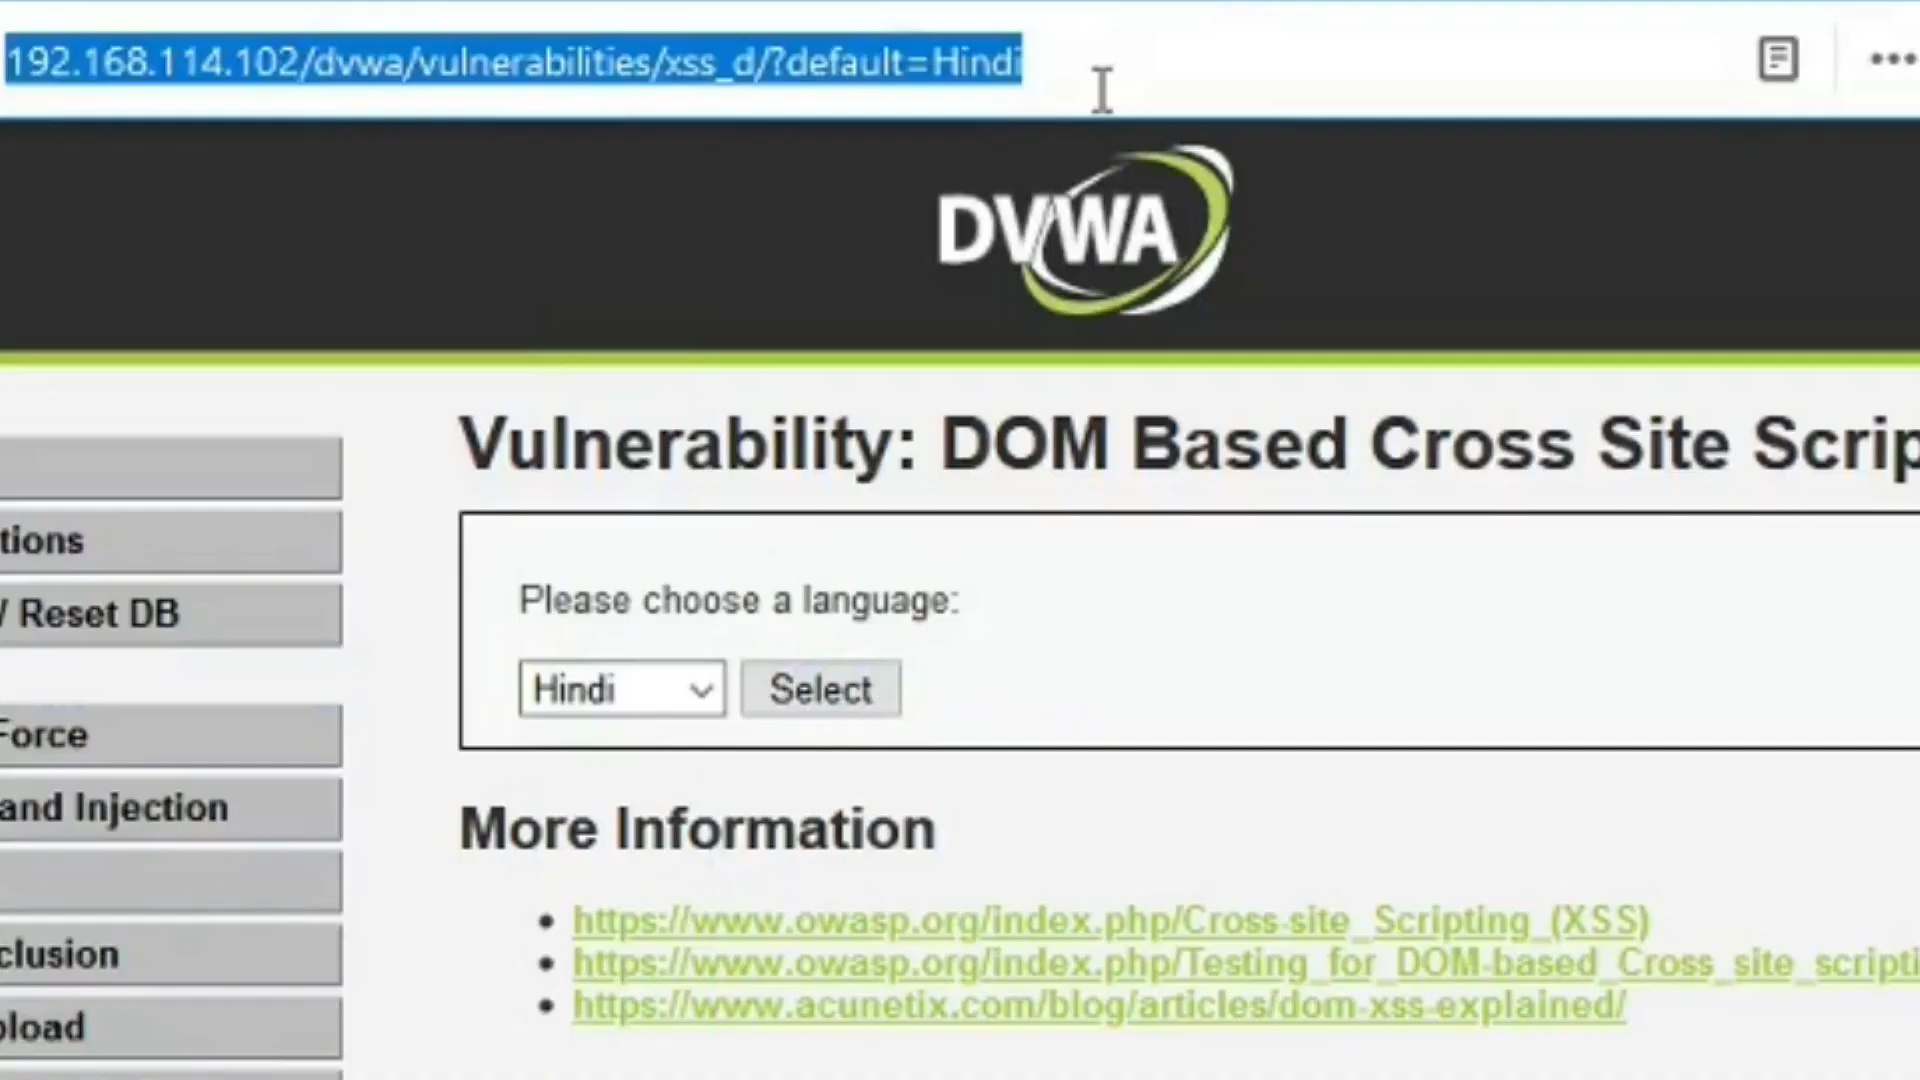 192.168.114.102/dvwa/vulnerabilities/xss_d/?default=Hindi
DVWA
Vulnerability: DOM Based Cross Site Scrip
tions
/ Reset DB
Force
and Injection
clusion
pload
Please choose a language:
Hindi
Select
More Information
https://www.owasp.org/index.php/Cross-site_Scripting_(XSS)
https://www.owasp.org/index.php/Testing_for_DOM-based_Cross_site_scripti
https://www.acunetix.com/blog/articles/dom-xss-explained/